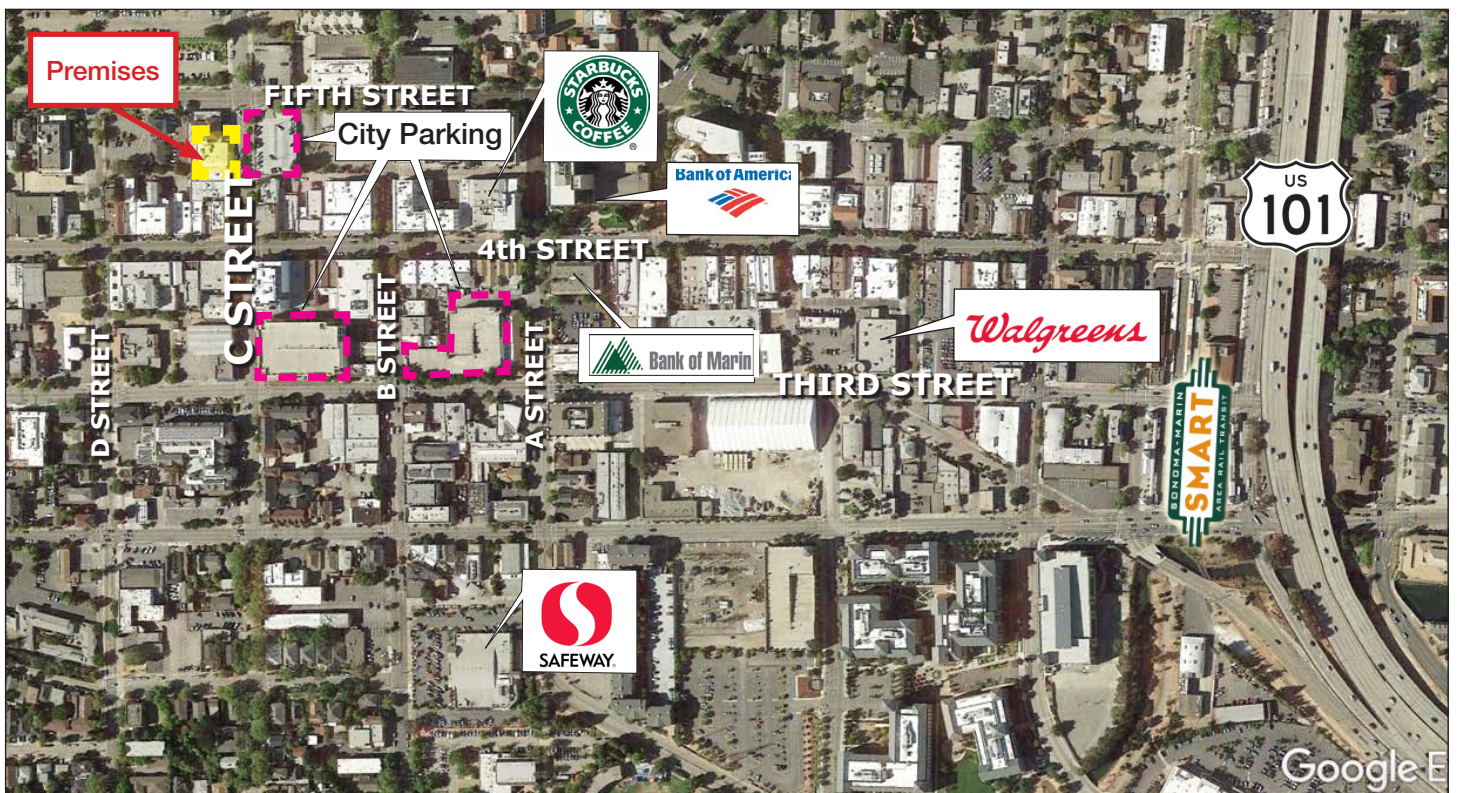 Premises
FIFTH STREET
City Parking
STARBUCKS
COFFEE
®
Bank of America
US
101
C STREET
4th STREET
B STREET
Walgreens
D STREET
A STREET
Bank of Marin
THIRD STREET
SONOMA-MARIN
SMART
AREA RAIL TRANSIT
SAFEWAY
Google E